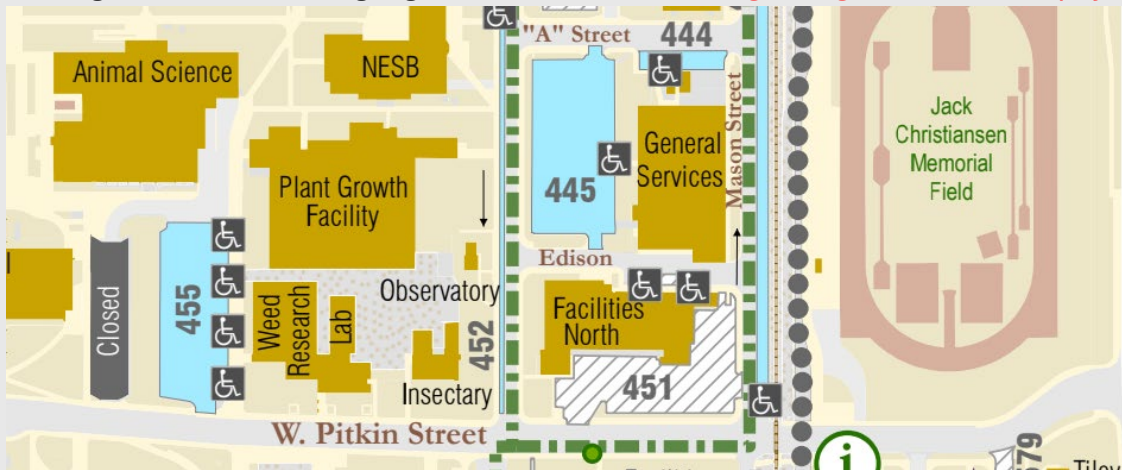 "A" Street
444
Animal Science
NESB
Jack
Christiansen
Memorial
Field
General
Services
Mason Street
445
Plant Growth
Facility
Edison
Observatory
Closed
455
Weed
Research
Lab
452
Facilities
North
451
Insectary
W. Pitkin Street
i
79
Tiley